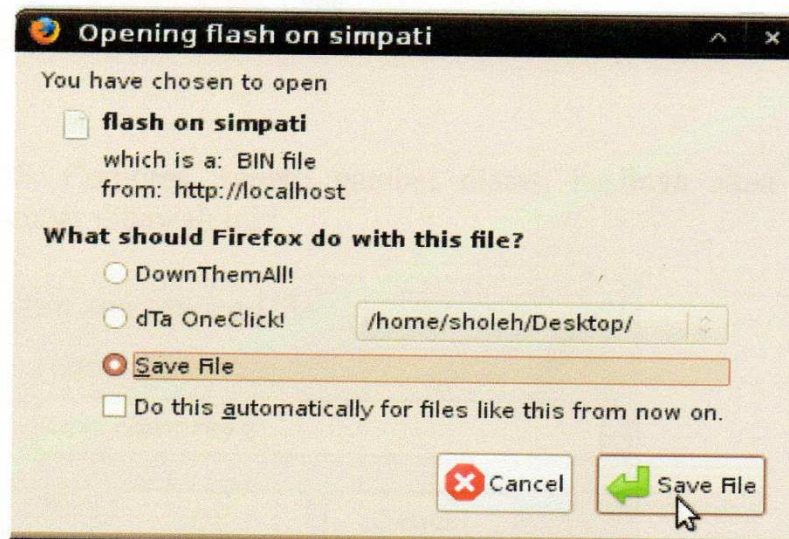 Opening flash on simpati
You have chosen to open
flash on simpati
which is a: BIN file
from: http://localhost
What should Firefox do with this file?
DownThemAll!
dTa OneClick! /home/sholeh/Desktop/
Save File
Do this automatically for files like this from now on.
Cancel Save File